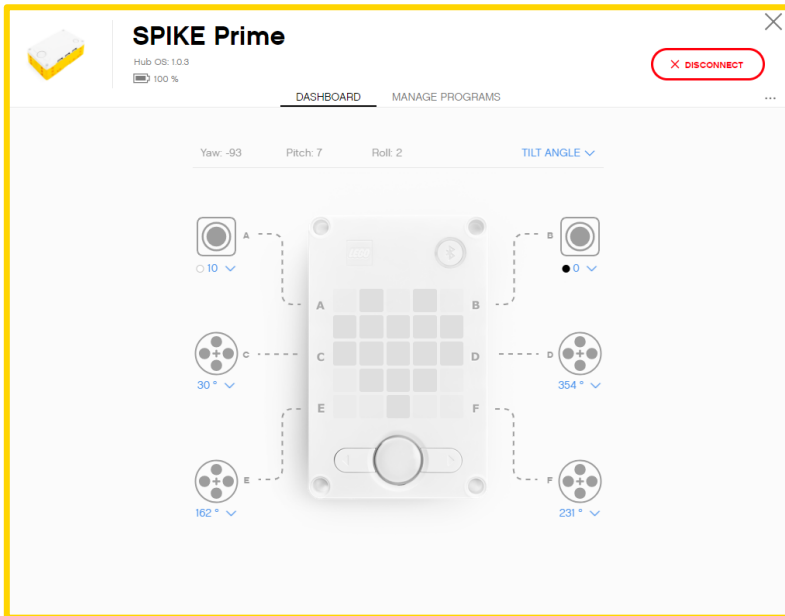 SPIKE Prime
Hub OS: 1.0.3
100 %
DISCONNECT
DASHBOARD MANAGE PROGRAMS
...
Yaw: -93 Pitch: 7 Roll: 2 TILT ANGLE
A B
10 0
A B
C D
C D
30 ° 354 °
E F
E F
162 ° 231 °